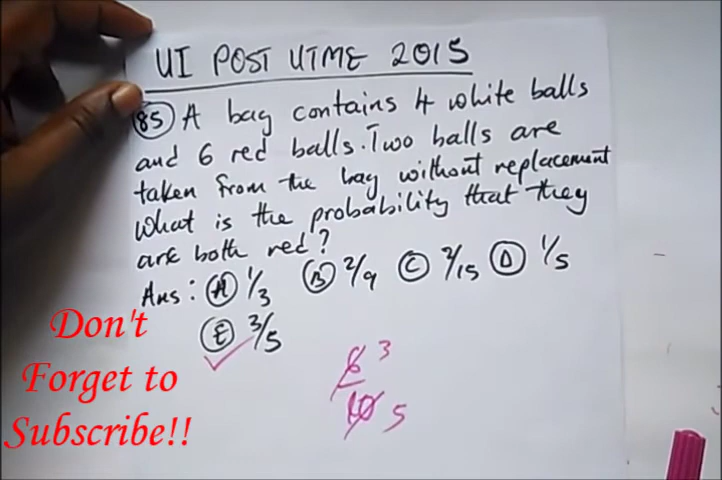 UI POST UTME 2015
85 A bag contains 4 white balls
and 6 red balls. Two balls are
taken from the bag without replacement
What is the probability that they
are both red?
Ans: A 1/3 B 2/9 C 2/15 D 1/5
E 3/5
6 3
10 5
Don't
Forget to
Subscribe!!